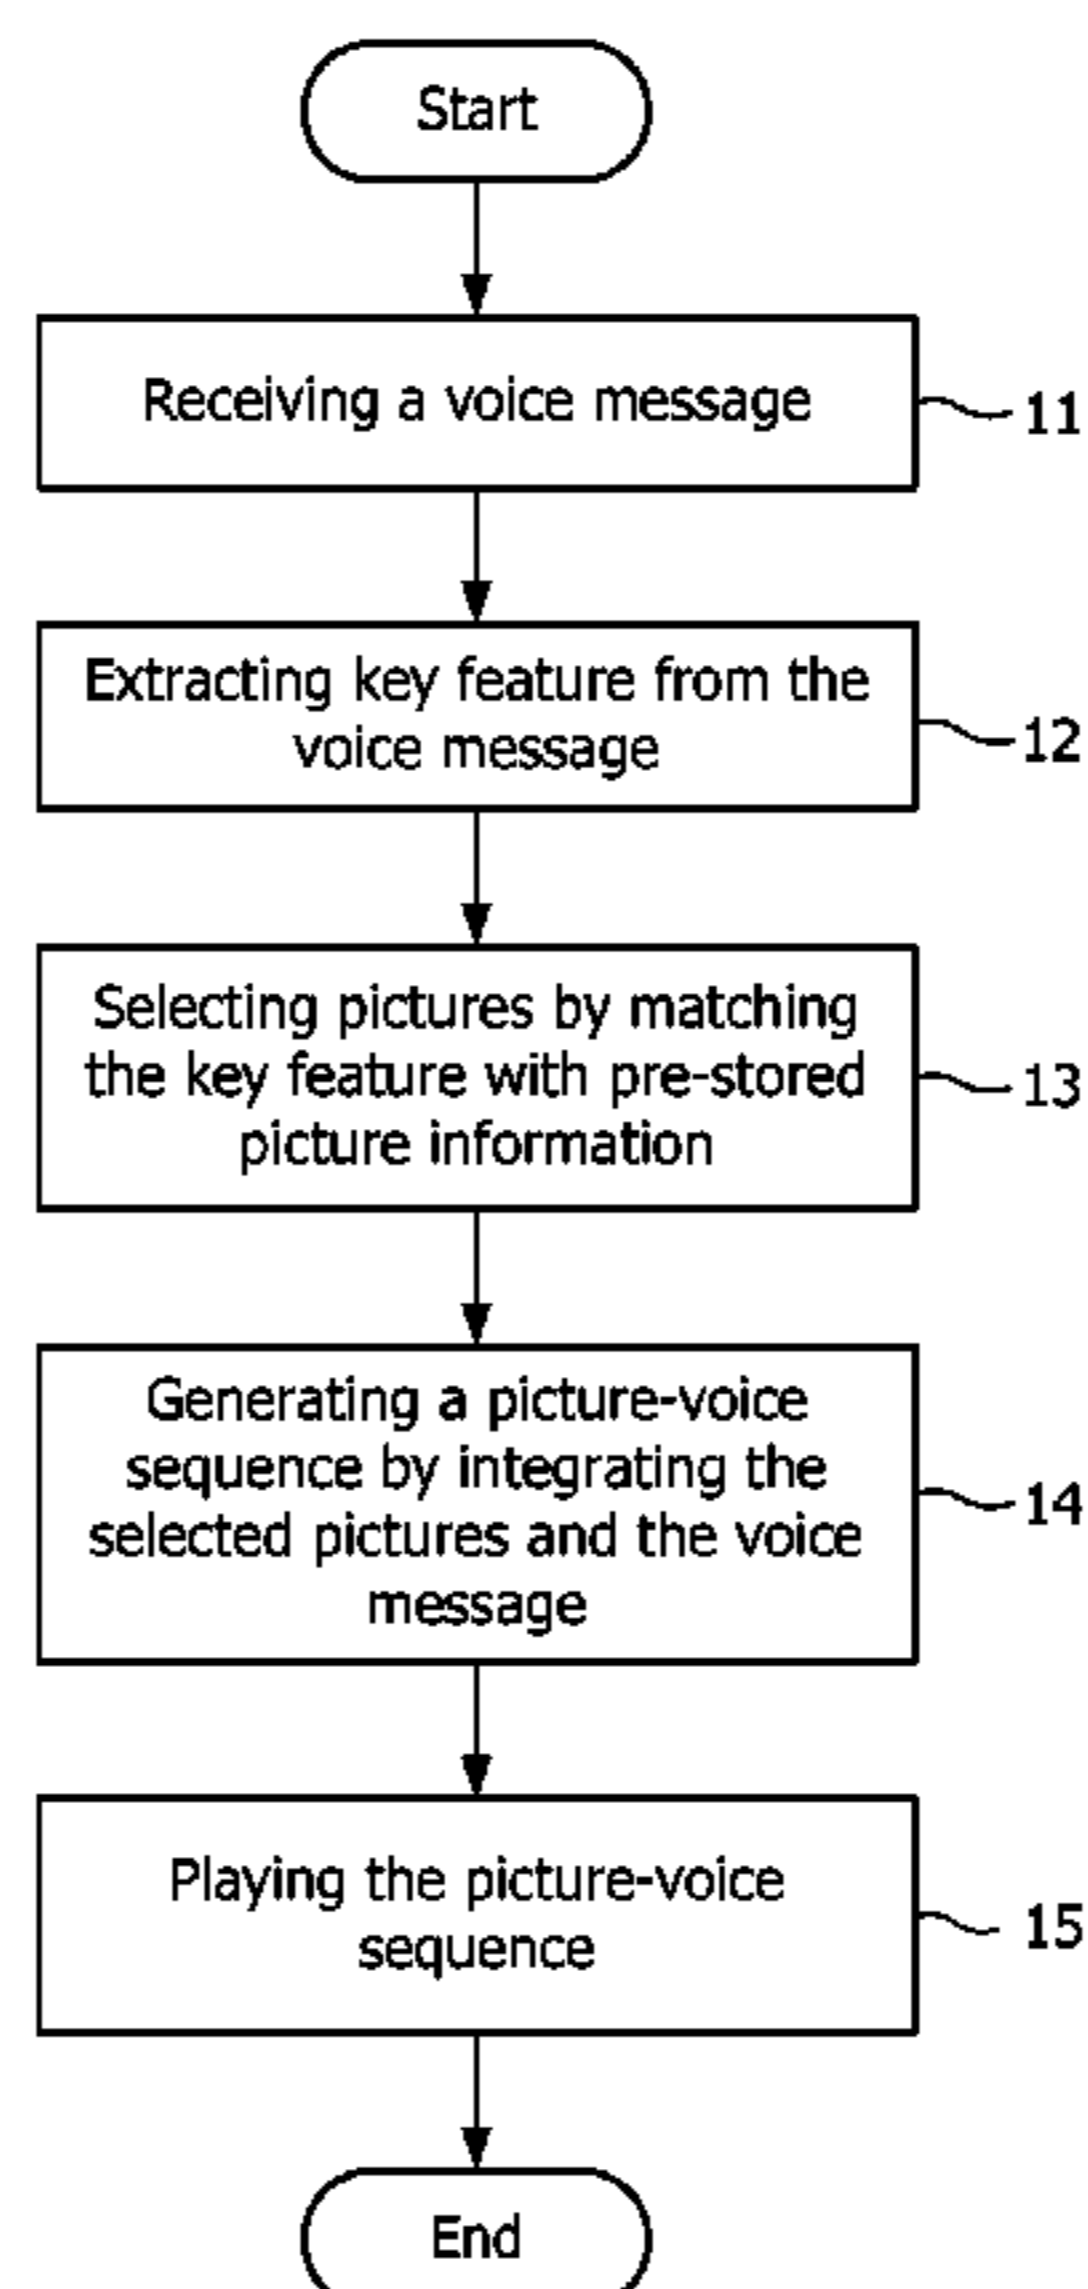 Start
Receiving a voice message
11
Extracting key feature from the
voice message
12
Selecting pictures by matching
the key feature with pre-stored
picture information
13
Generating a picture-voice
sequence by integrating the
selected pictures and the voice
message
14
Playing the picture-voice
sequence
15
End